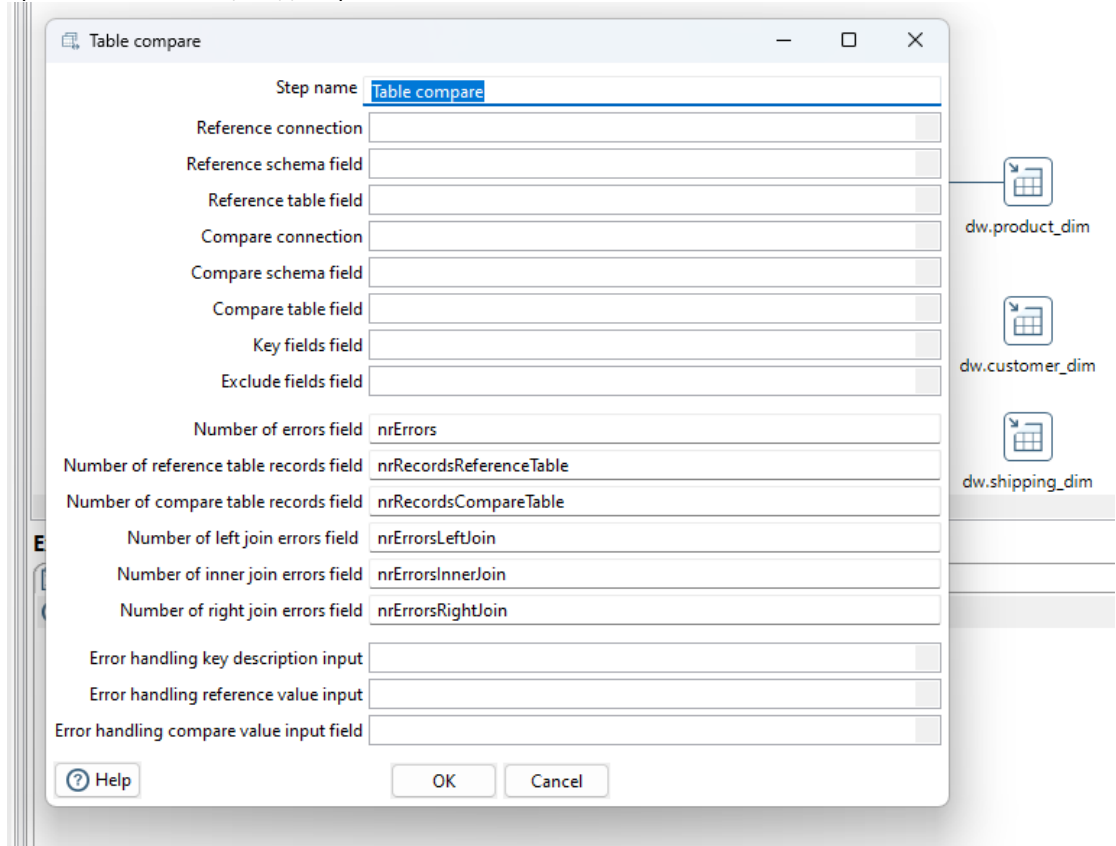 Table compare
Step name Table compare
Reference connection
Reference schema field
Reference table field
Compare connection
Compare schema field
Compare table field
Key fields field
Exclude fields field
Number of errors field nrErrors
Number of reference table records field nrRecordsReferenceTable
Number of compare table records field nrRecordsCompareTable
Number of left join errors field nrErrorsLeftJoin
Number of inner join errors field nrErrorsInnerJoin
Number of right join errors field nrErrorsRightJoin
Error handling key description input
Error handling reference value input
Error handling compare value input field
Help OK Cancel
dw.product_dim
dw.customer_dim
dw.shipping_dim
E